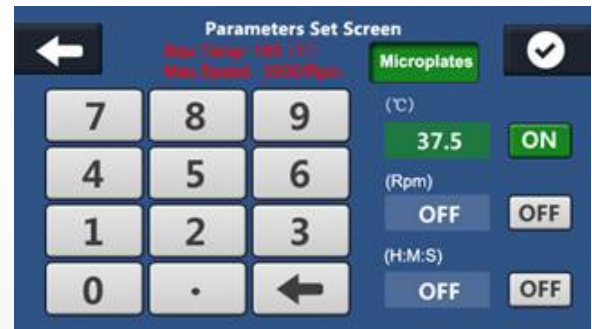 Parameters Set Screen
Microplates
7 8 9
4 5 6
1 2 3
0 .
(℃)
37.5 ON
(Rpm)
OFF OFF
(H:M:S)
OFF OFF